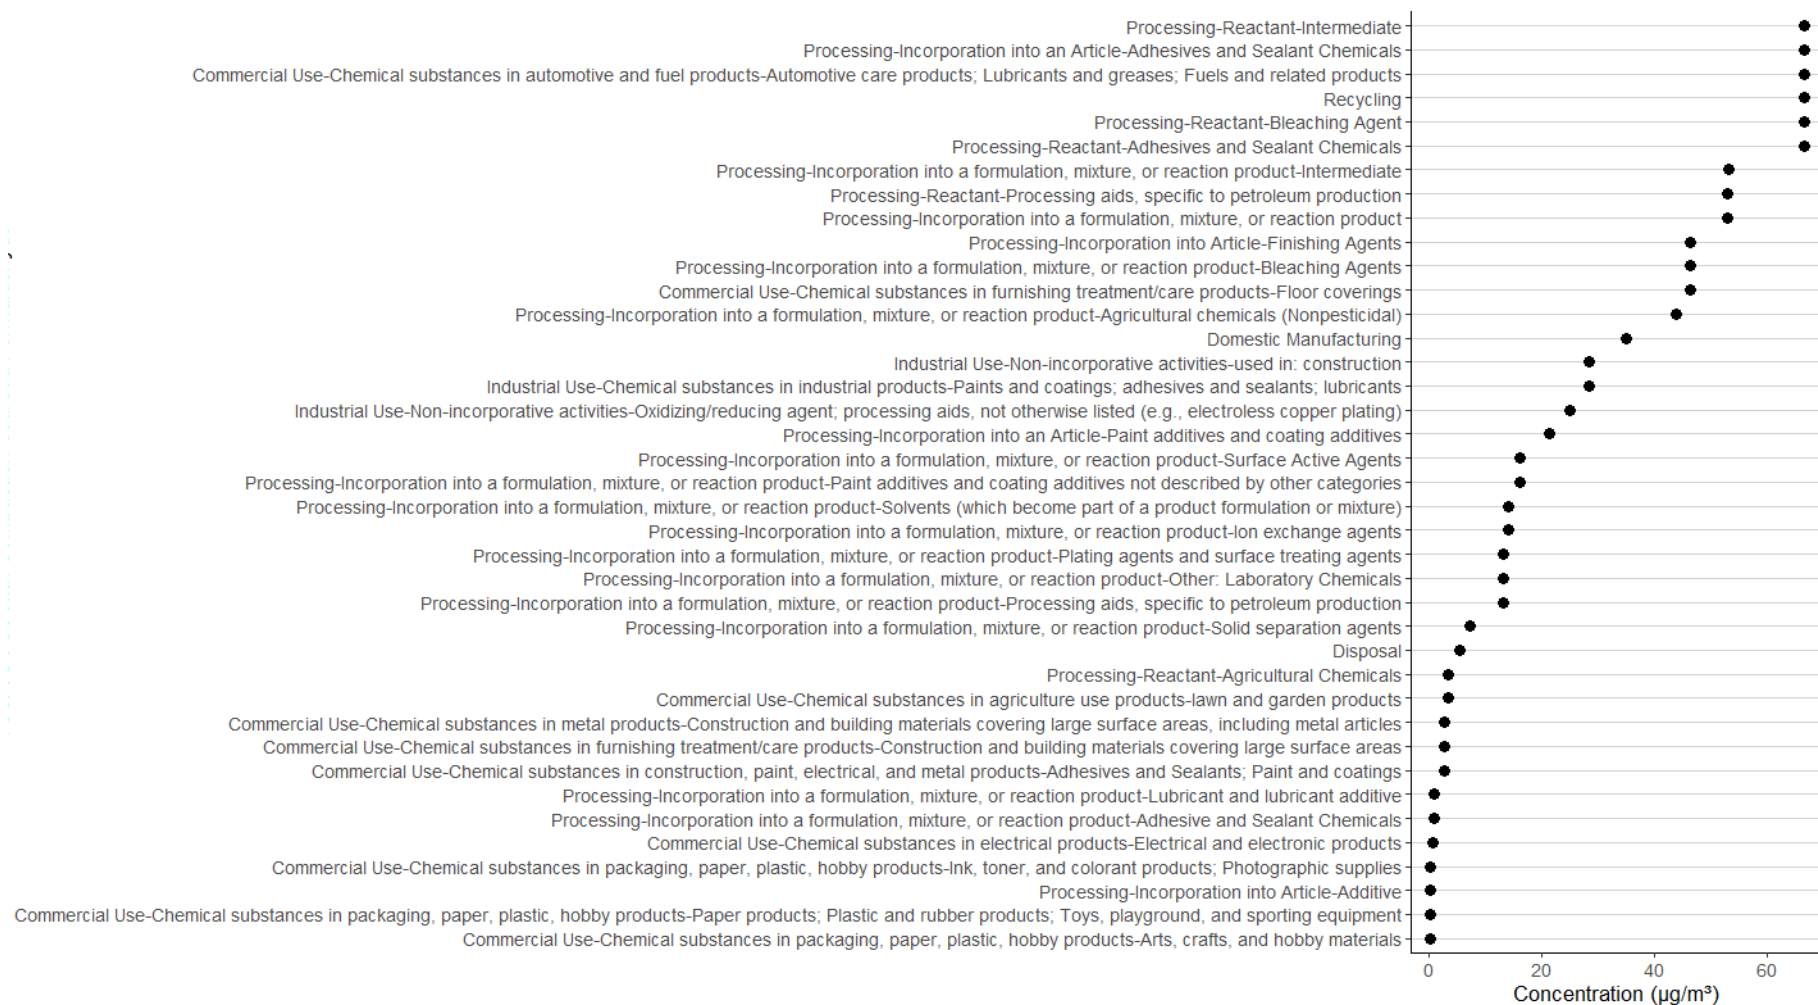 Processing-Reactant-Intermediate
Processing-Incorporation into an Article-Adhesives and Sealant Chemicals
Commercial Use-Chemical substances in automotive and fuel products-Automotive care products; Lubricants and greases; Fuels and related products
Recycling
Processing-Reactant-Bleaching Agent
Processing-Reactant-Adhesives and Sealant Chemicals
Processing-Incorporation into a formulation, mixture, or reaction product-Intermediate
Processing-Reactant-Processing aids, specific to petroleum production
Processing-Incorporation into a formulation, mixture, or reaction product
Processing-Incorporation into Article-Finishing Agents
Processing-Incorporation into a formulation, mixture, or reaction product-Bleaching Agents
Commercial Use-Chemical substances in furnishing treatment/care products-Floor coverings
Processing-Incorporation into a formulation, mixture, or reaction product-Agricultural chemicals (Nonpesticidal)
Domestic Manufacturing
Industrial Use-Non-incorporative activities-used in: construction
Industrial Use-Chemical substances in industrial products-Paints and coatings; adhesives and sealants; lubricants
Industrial Use-Non-incorporative activities-Oxidizing/reducing agent; processing aids, not otherwise listed (e.g., electroless copper plating)
Processing-Incorporation into an Article-Paint additives and coating additives
Processing-Incorporation into a formulation, mixture, or reaction product-Surface Active Agents
Processing-Incorporation into a formulation, mixture, or reaction product-Paint additives and coating additives not described by other categories
Processing-Incorporation into a formulation, mixture, or reaction product-Solvents (which become part of a product formulation or mixture)
Processing-Incorporation into a formulation, mixture, or reaction product-Ion exchange agents
Processing-Incorporation into a formulation, mixture, or reaction product-Plating agents and surface treating agents
Processing-Incorporation into a formulation, mixture, or reaction product-Other: Laboratory Chemicals
Processing-Incorporation into a formulation, mixture, or reaction product-Processing aids, specific to petroleum production
Processing-Incorporation into a formulation, mixture, or reaction product-Solid separation agents
Disposal
Processing-Reactant-Agricultural Chemicals
Commercial Use-Chemical substances in agriculture use products-lawn and garden products
Commercial Use-Chemical substances in metal products-Construction and building materials covering large surface areas, including metal articles
Commercial Use-Chemical substances in furnishing treatment/care products-Construction and building materials covering large surface areas
Commercial Use-Chemical substances in construction, paint, electrical, and metal products-Adhesives and Sealants; Paint and coatings
Processing-Incorporation into a formulation, mixture, or reaction product-Lubricant and lubricant additive
Processing-Incorporation into a formulation, mixture, or reaction product-Adhesive and Sealant Chemicals
Commercial Use-Chemical substances in electrical products-Electrical and electronic products
Commercial Use-Chemical substances in packaging, paper, plastic, hobby products-Ink, toner, and colorant products; Photographic supplies
Processing-Incorporation into Article-Additive
Commercial Use-Chemical substances in packaging, paper, plastic, hobby products-Paper products; Plastic and rubber products; Toys, playground, and sporting equipment
Commercial Use-Chemical substances in packaging, paper, plastic, hobby products-Arts, crafts, and hobby materials
0 20 40 60
Concentration (µg/m³)